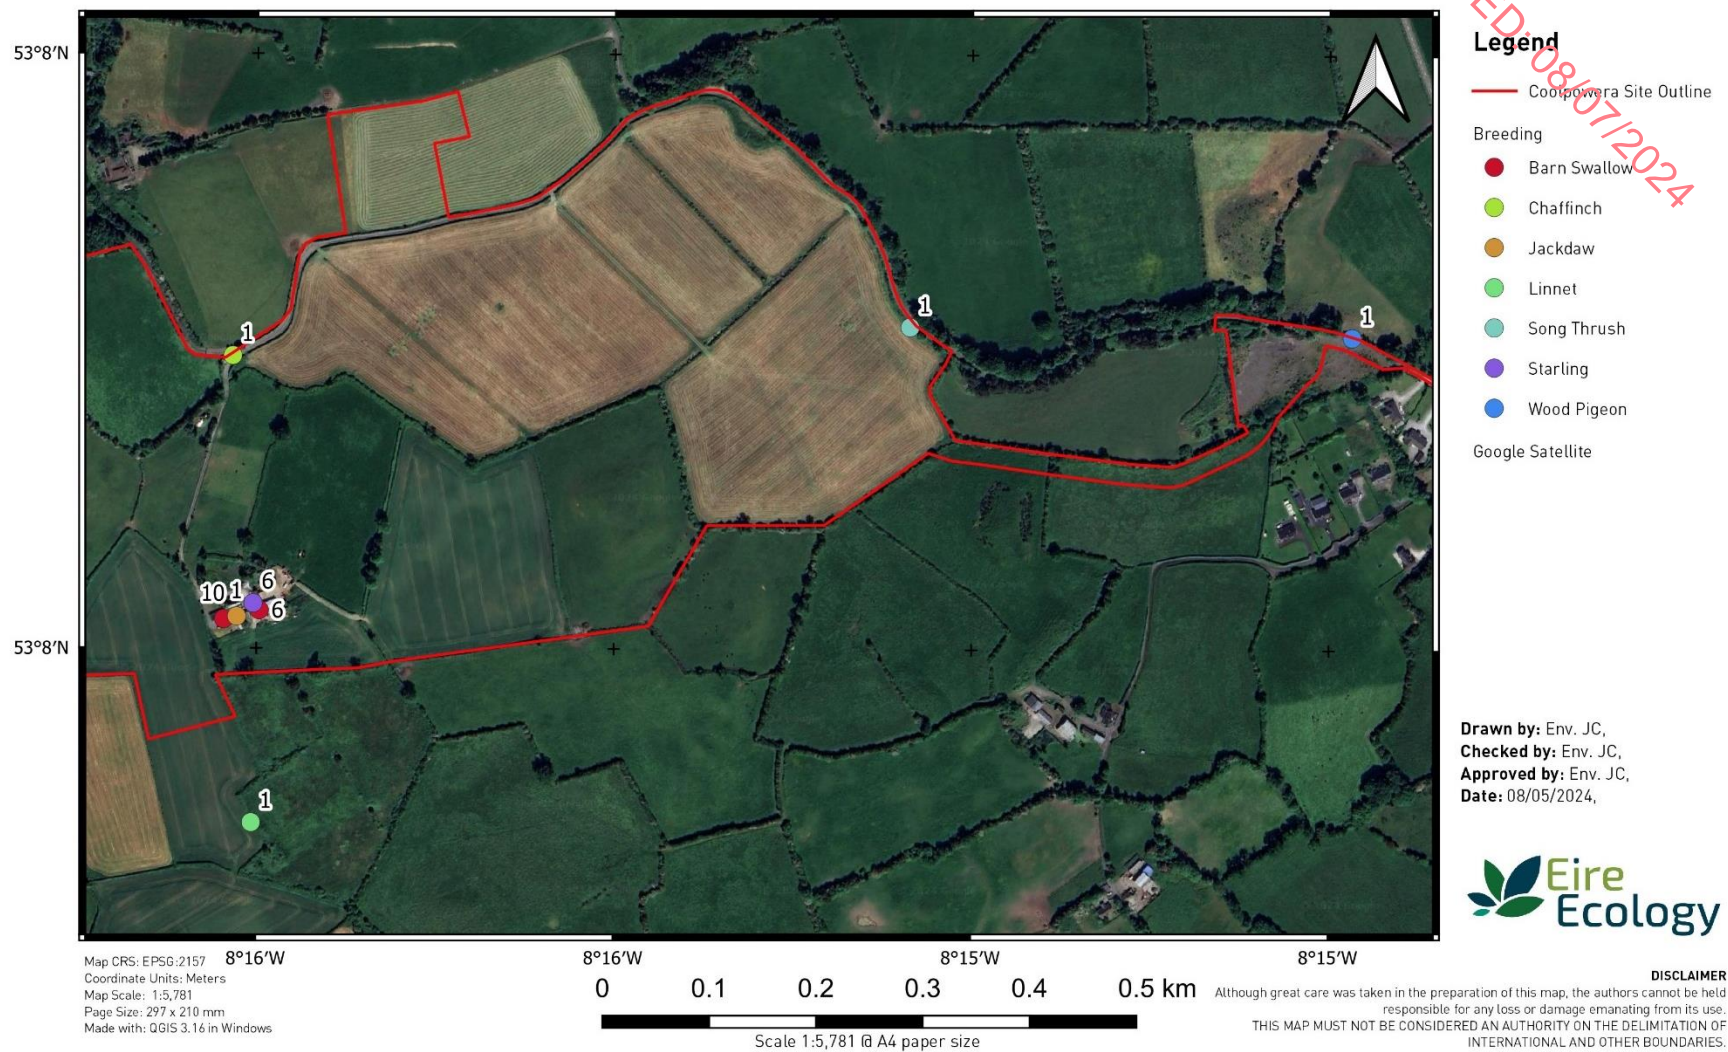 53°8'N
53°8'N
1
1
1
10 1 6
6
1
8°16'W
8°16'W
8°15'W
8°15'W
ED: 08/07/2024
Legend
Coolpowera Site Outline
Breeding
Barn Swallow
Chaffinch
Jackdaw
Linnet
Song Thrush
Starling
Wood Pigeon
Google Satellite
Drawn by: Env. JC,
Checked by: Env. JC,
Approved by: Env. JC,
Date: 08/05/2024,
Eire
Ecology
Map CRS: EPSG:2157
Coordinate Units: Meters
Map Scale: 1:5,781
Page Size: 297 x 210 mm
Made with: QGIS 3.16 in Windows
0 0.1 0.2 0.3 0.4 0.5 km
Scale 1:5,781 @ A4 paper size
DISCLAIMER
Although great care was taken in the preparation of this map, the authors cannot be held
responsible for any loss or damage emanating from its use.
THIS MAP MUST NOT BE CONSIDERED AN AUTHORITY ON THE DELIMITATION OF
INTERNATIONAL AND OTHER BOUNDARIES.